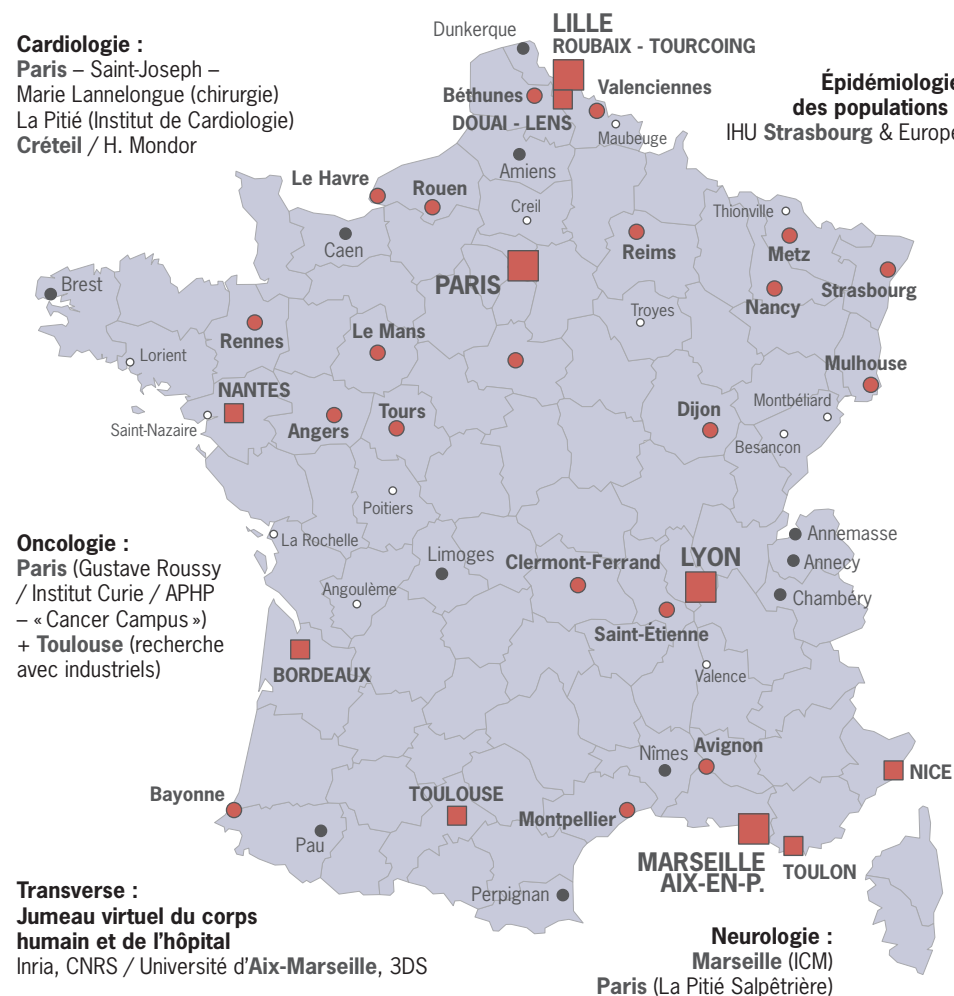 Cardiologie :
Paris – Saint-Joseph –
Marie Lannelongue (chirurgie)
La Pitié (Institut de Cardiologie)
Créteil / H. Mondor
Épidémiologie
des populations
IHU Strasbourg & Europe
Dunkerque
LILLE
ROUBAIX - TOURCOING
Béthunes
Valenciennes
DOUAI - LENS
Maubeuge
Amiens
Le Havre
Rouen
Creil
Thionville
Caen
Reims
Metz
PARIS
Brest
Nancy
Strasbourg
Troyes
Rennes
Le Mans
Lorient
Mulhouse
NANTES
Montbéliard
Tours
Dijon
Saint-Nazaire
Angers
Besançon
Poitiers
La Rochelle
Annemasse
Limoges
Clermont-Ferrand
LYON
Annecy
Angoulème
Chambéry
Saint-Étienne
Oncologie :
Paris (Gustave Roussy
/ Institut Curie / APHP
– « Cancer Campus »)
+ Toulouse (recherche
avec industriels)
BORDEAUX
Valence
Nîmes
Avignon
NICE
Bayonne
TOULOUSE
Montpellier
Pau
MARSEILLE
AIX-EN-P.
TOULON
Perpignan
Transverse :
Jumeau virtuel du corps
humain et de l'hôpital
Inria, CNRS / Université d'Aix-Marseille, 3DS
Neurologie :
Marseille (ICM)
Paris (La Pitié Salpêtrière)